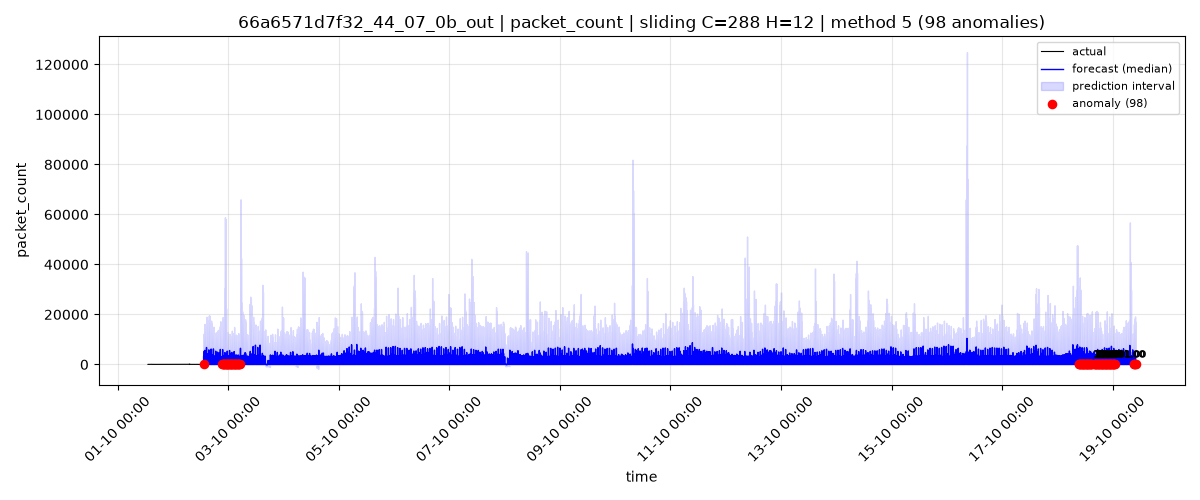 66a6571d7f32_44_07_0b_out | packet_count | sliding C=288 H=12 | method 5 (98 anomalies)
actual
forecast (median)
prediction interval
anomaly (98)
packet_count
120000
100000
80000
60000
40000
20000
0
01-10 00:00
03-10 00:00
05-10 00:00
07-10 00:00
09-10 00:00
11-10 00:00
13-10 00:00
15-10 00:00
17-10 00:00
19-10 00:00
time